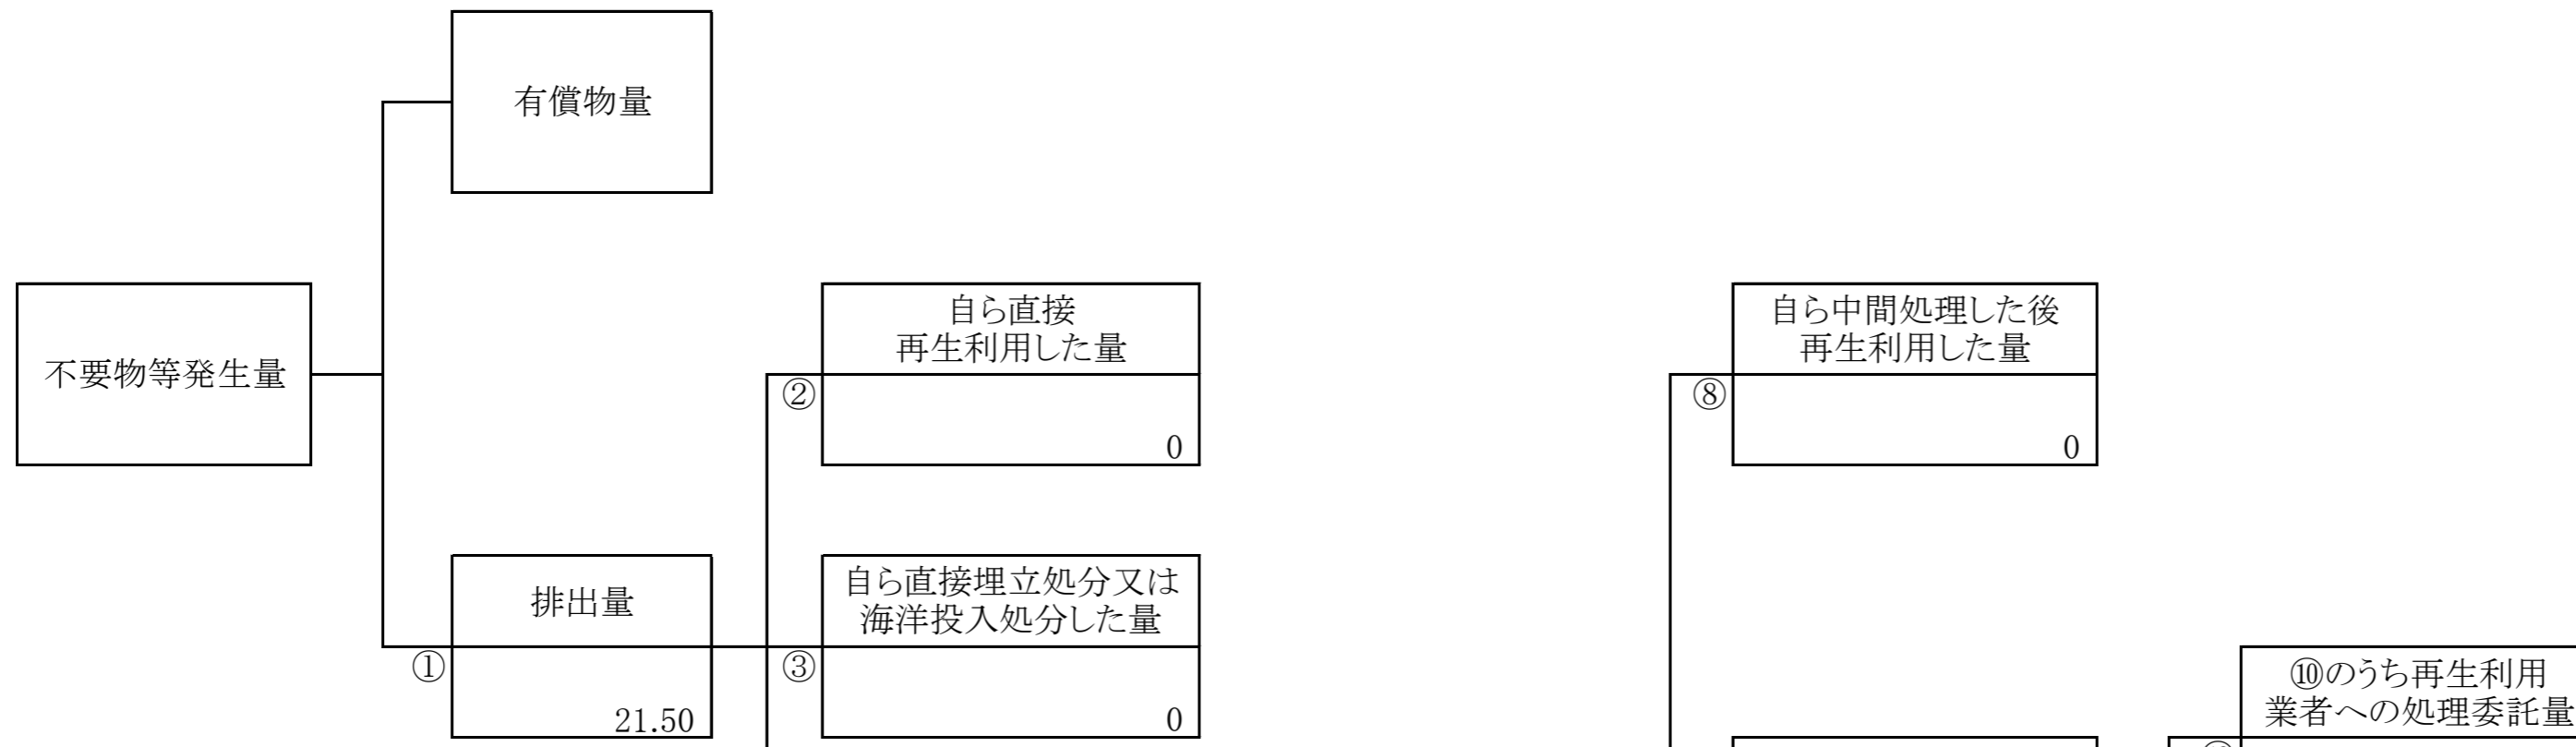 有償物量
不要物等発生量
自ら直接
再生利用した量
②
0
自ら中間処理した後
再生利用した量
⑧
0
排出量
①
21.50
自ら直接埋立処分又は
海洋投入処分した量
③
0
⑩のうち再生利用
業者への処理委託量